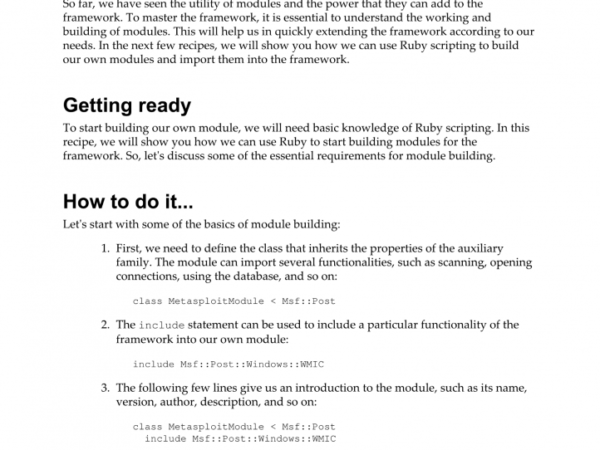 So far, we have seen the utility of modules and the power that they can add to the
framework. To master the framework, it is essential to understand the working and
building of modules. This will help us in quickly extending the framework according to our
needs. In the next few recipes, we will show you how we can use Ruby scripting to build
our own modules and import them into the framework.
Getting ready
To start building our own module, we will need basic knowledge of Ruby scripting. In this
recipe, we will show you how we can use Ruby to start building modules for the
framework. So, let's discuss some of the essential requirements for module building.
How to do it...
Let's start with some of the basics of module building:
1. First, we need to define the class that inherits the properties of the auxiliary
family. The module can import several functionalities, such as scanning, opening
connections, using the database, and so on:
class MetasploitModule < Msf::Post
2. The include statement can be used to include a particular functionality of the
framework into our own module:
include Msf::Post::Windows::WMIC
3. The following few lines give us an introduction to the module, such as its name,
version, author, description, and so on:
class MetasploitModule < Msf::Post
include Msf::Post::Windows::WMIC